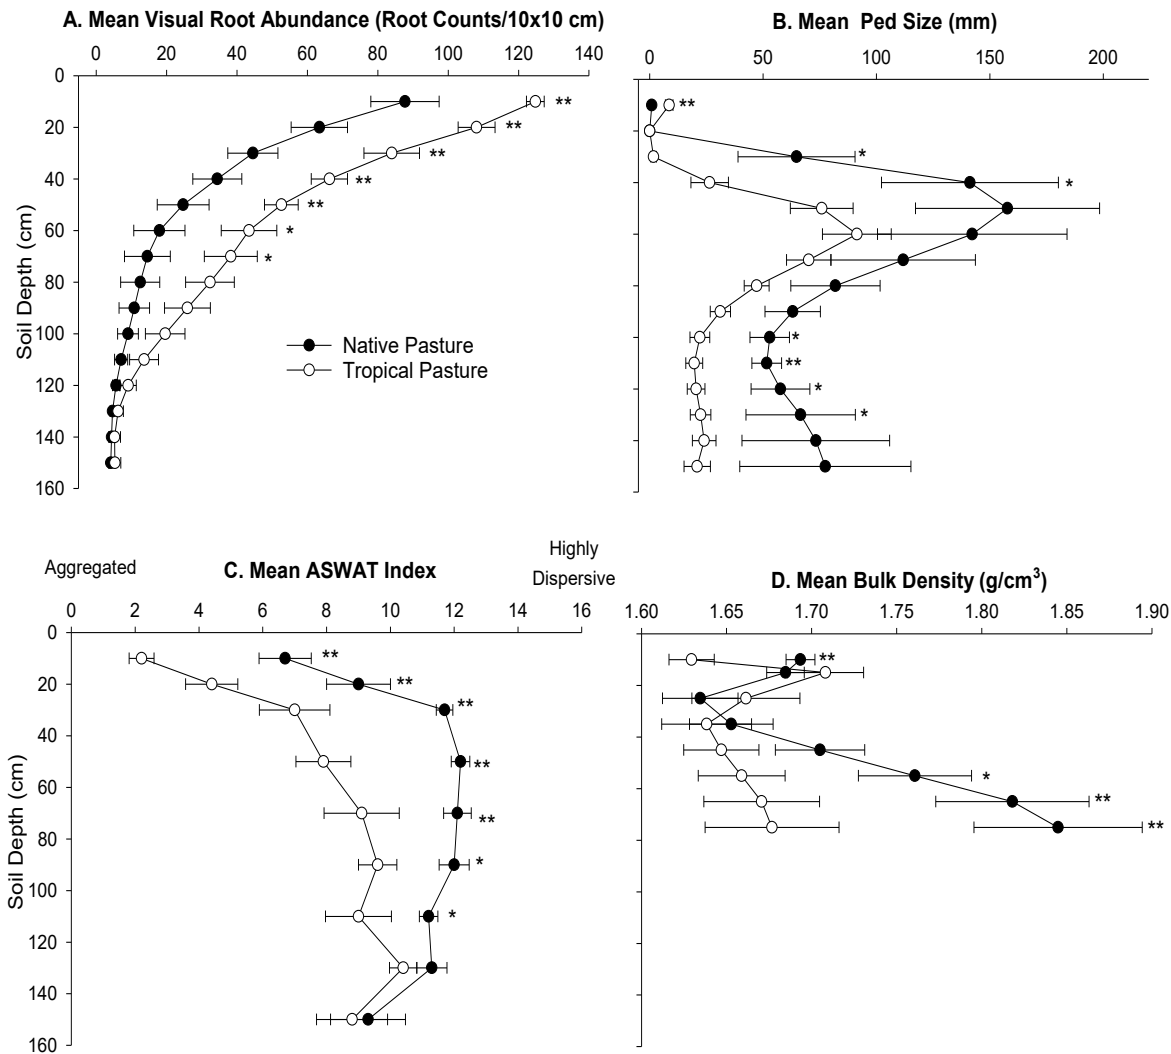 A. Mean Visual Root Abundance (Root Counts/10x10 cm)
0 20 40 60 80 100 120 140
0
20
40
60
80
100
120
140
160
Soil Depth (cm)
**
**
**
**
**
*
*
Native Pasture
Tropical Pasture
B. Mean Ped Size (mm)
0 50 100 150 200
**
*
*
*
**
*
*
Aggregated
C. Mean ASWAT Index
Highly
Dispersive
0 2 4 6 8 10 12 14 16
0
20
40
60
80
100
120
140
160
Soil Depth (cm)
**
**
**
**
**
*
*
D. Mean Bulk Density (g/cm³)
1.60 1.65 1.70 1.75 1.80 1.85 1.90
**
*
**
**